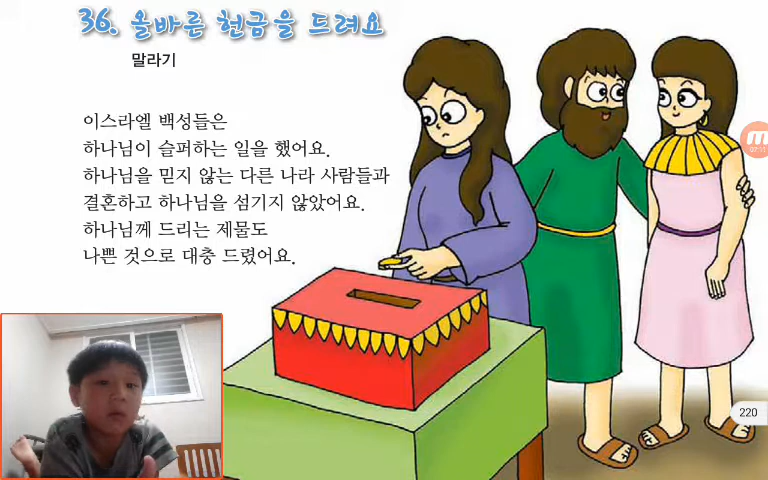 36. 올바른 헌금을 드려요
말라기
이스라엘 백성들은
하나님이 슬퍼하는 일을 했어요.
하나님을 믿지 않는 다른 나라 사람들과
결혼하고 하나님을 섬기지 않았어요.
하나님께 드리는 제물도
나쁜 것으로 대충 드렸어요.
220